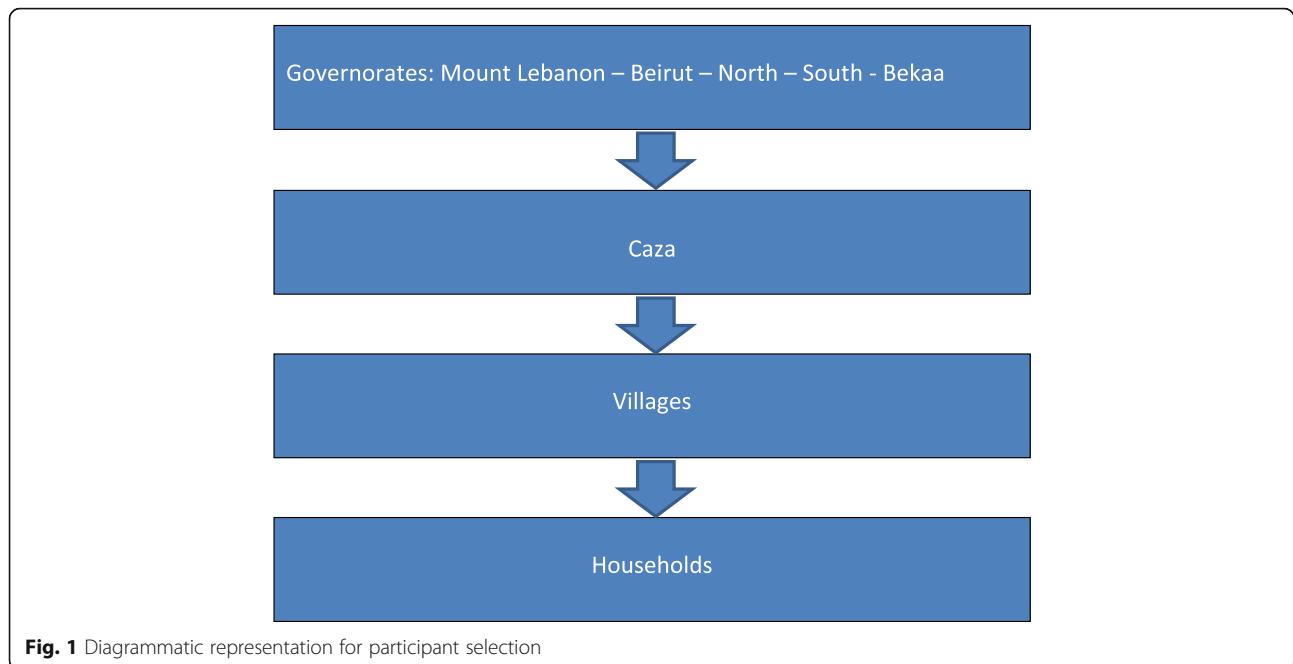 Governorates: Mount Lebanon – Beirut – North – South - Bekaa
Caza
Villages
Households
Fig. 1 Diagrammatic representation for participant selection